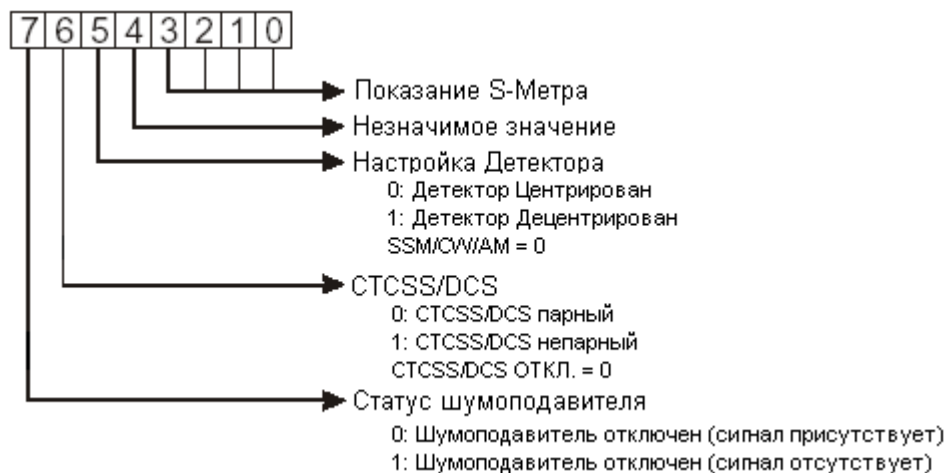 7 6 5 4 3 2 1 0
Показание S-Метра
Незначимое значение
Настройка Детектора
0: Детектор Центрирован
1: Детектор Децентрирован
SSM/CW/AM = 0
CTCSS/DCS
0: CTCSS/DCS парный
1: CTCSS/DCS непарный
CTCSS/DCS ОТКЛ. = 0
Статус шумоподавителя
0: Шумоподавитель отключен (сигнал присутствует)
1: Шумоподавитель отключен (сигнал отсутствует)